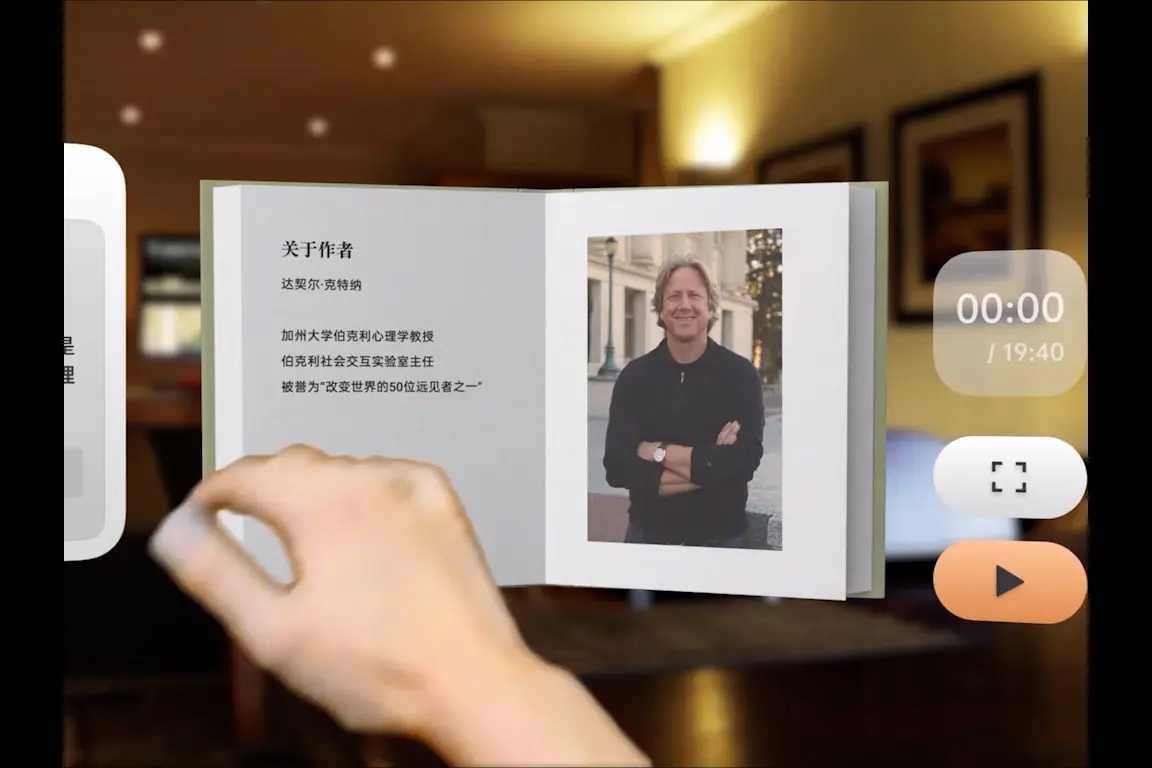 是
理
关于作者
达契尔·克特纳
加州大学伯克利心理学教授
伯克利社会交互实验室主任
被誉为“改变世界的50位远见者之一”
00:00
/ 19:40